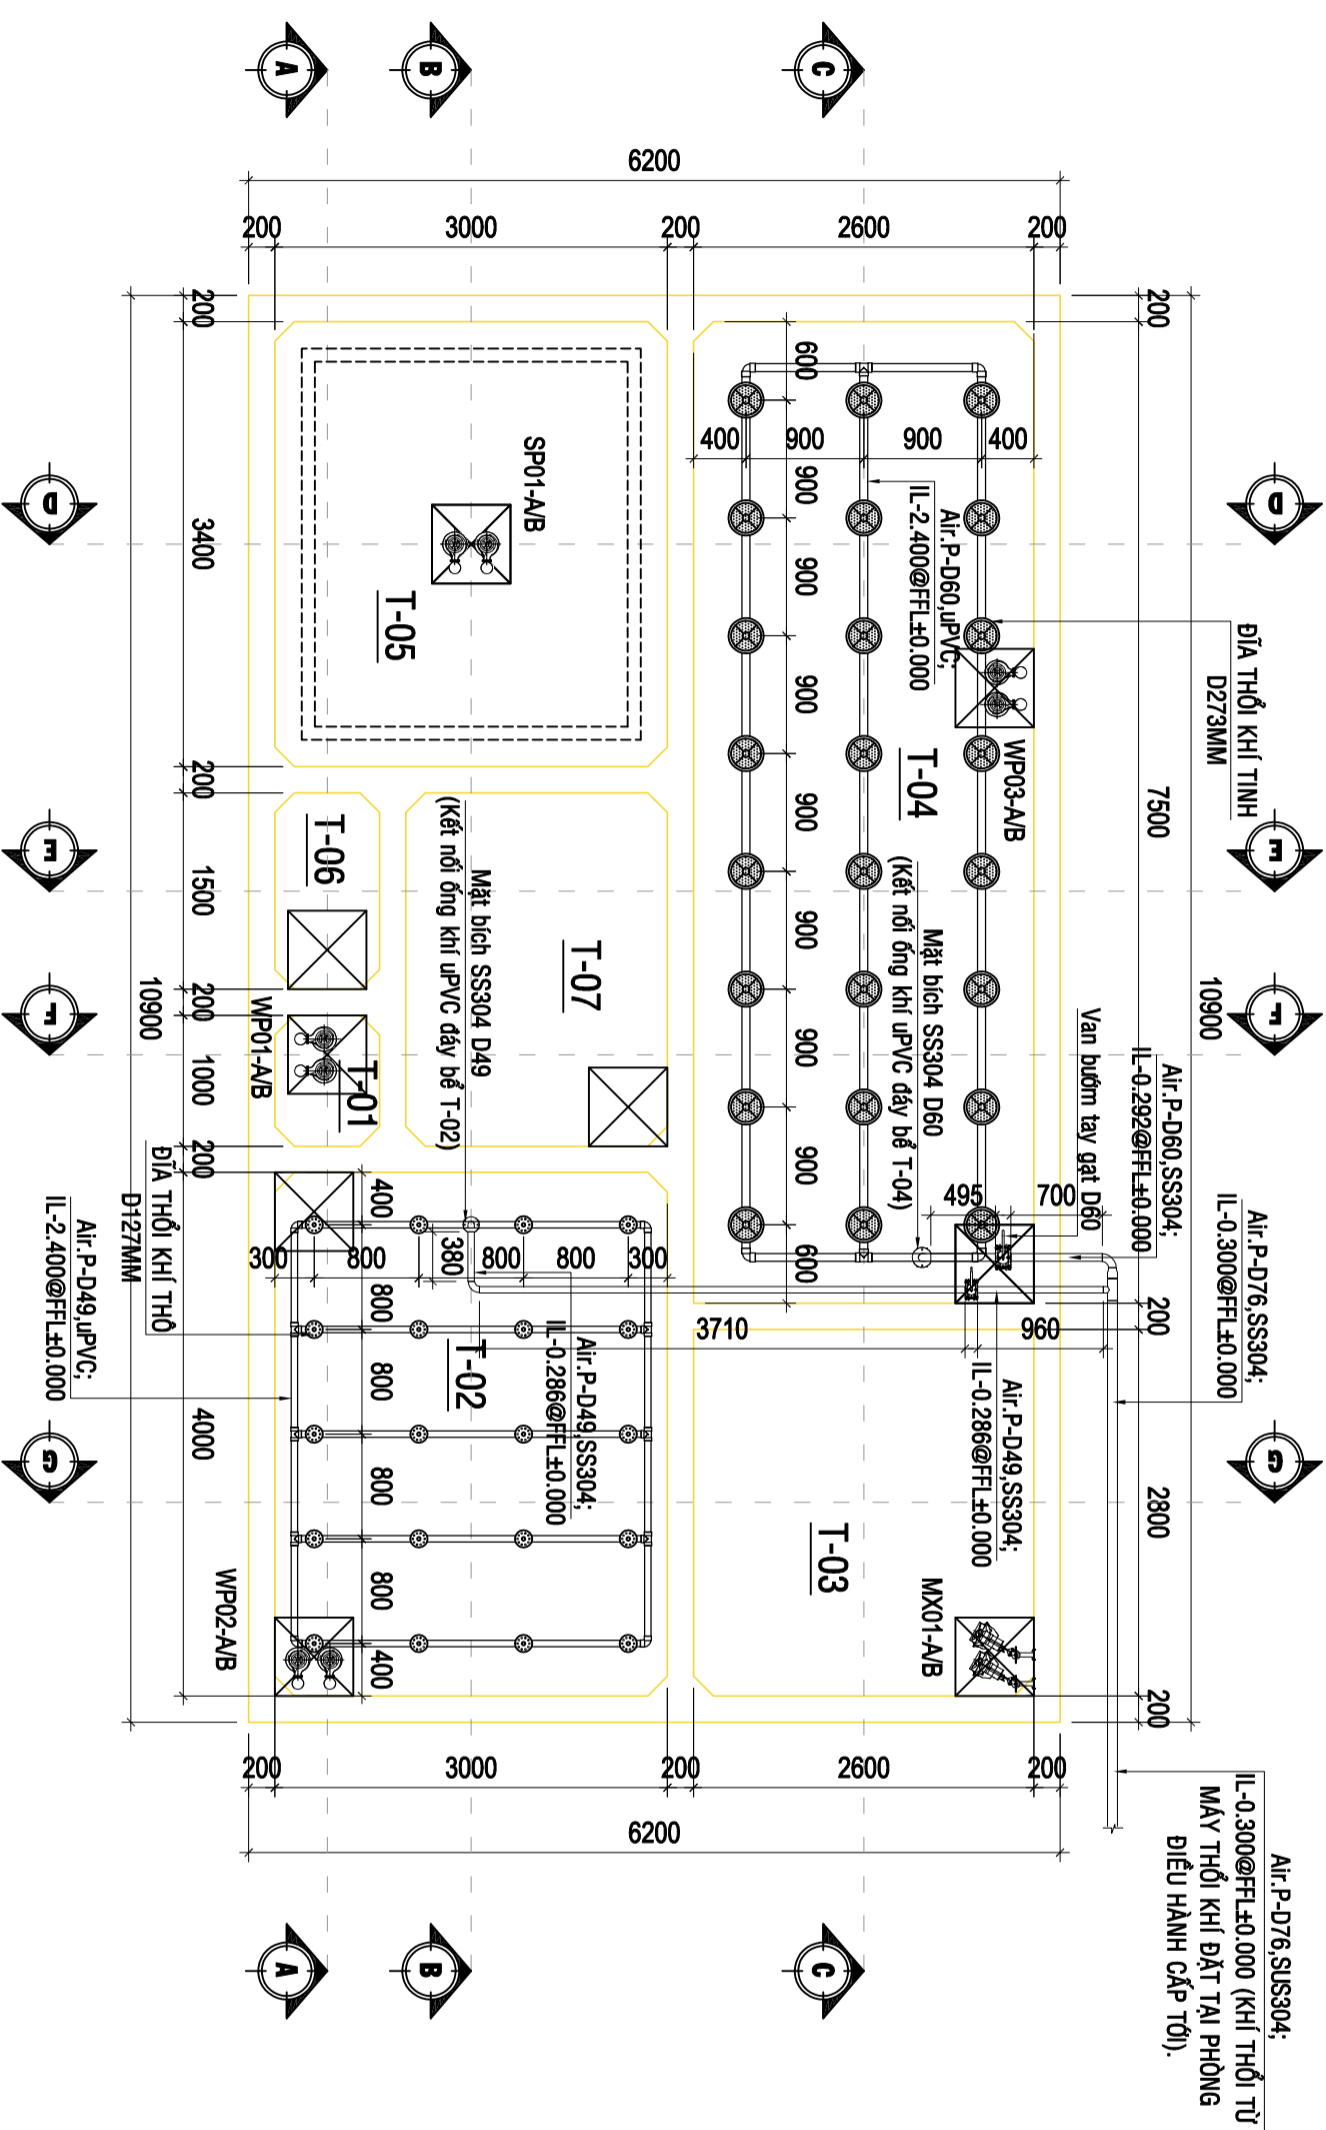 A
B
C
6200
200
3000
200
2600
200
200
7500
200
2800
200
10900
D
E
F
G
ĐĨA THỔI KHÍ TINH
D273MM
Air.P-D76,SS304;
IL-0.300@FFL±0.000
Air.P-D60,SS304;
IL-0.292@FFL±0.000
Van bướm tay gạt D60
Air.P-D76,SUS304;
IL-0.300@FFL±0.000 (KHÍ THỔI TỪ
MÁY THỔI KHÍ ĐẶT TẠI PHÒNG
ĐIỀU HÀNH CẤP TỚI).
WP03-A/B
T-04
Air.P-D60,uPVC;
IL-2.400@FFL±0.000
Mặt bích SS304 D60
(Kết nối ống khí uPVC đáy bể T-04)
400
900
900
400
600
900
900
900
900
900
900
900
600
495
700
3710
960
Air.P-D49,SS304;
IL-0.286@FFL±0.000
MX01-A/B
T-03
SP01-A/B
T-05
T-06
T-07
Mặt bích SS304 D49
(Kết nối ống khí uPVC đáy bể T-02)
T-01
WP01-A/B
T-02
Air.P-D49,SS304;
IL-0.286@FFL±0.000
300
800
380
800
800
300
400
800
800
800
800
400
WP02-A/B
ĐĨA THỔI KHÍ THÔ
D127MM
Air.P-D49,uPVC;
IL-2.400@FFL±0.000
200
3400
200
1500
200
1000
200
4000
10900
D
E
F
G
200
3000
200
2600
200
6200
A
B
C